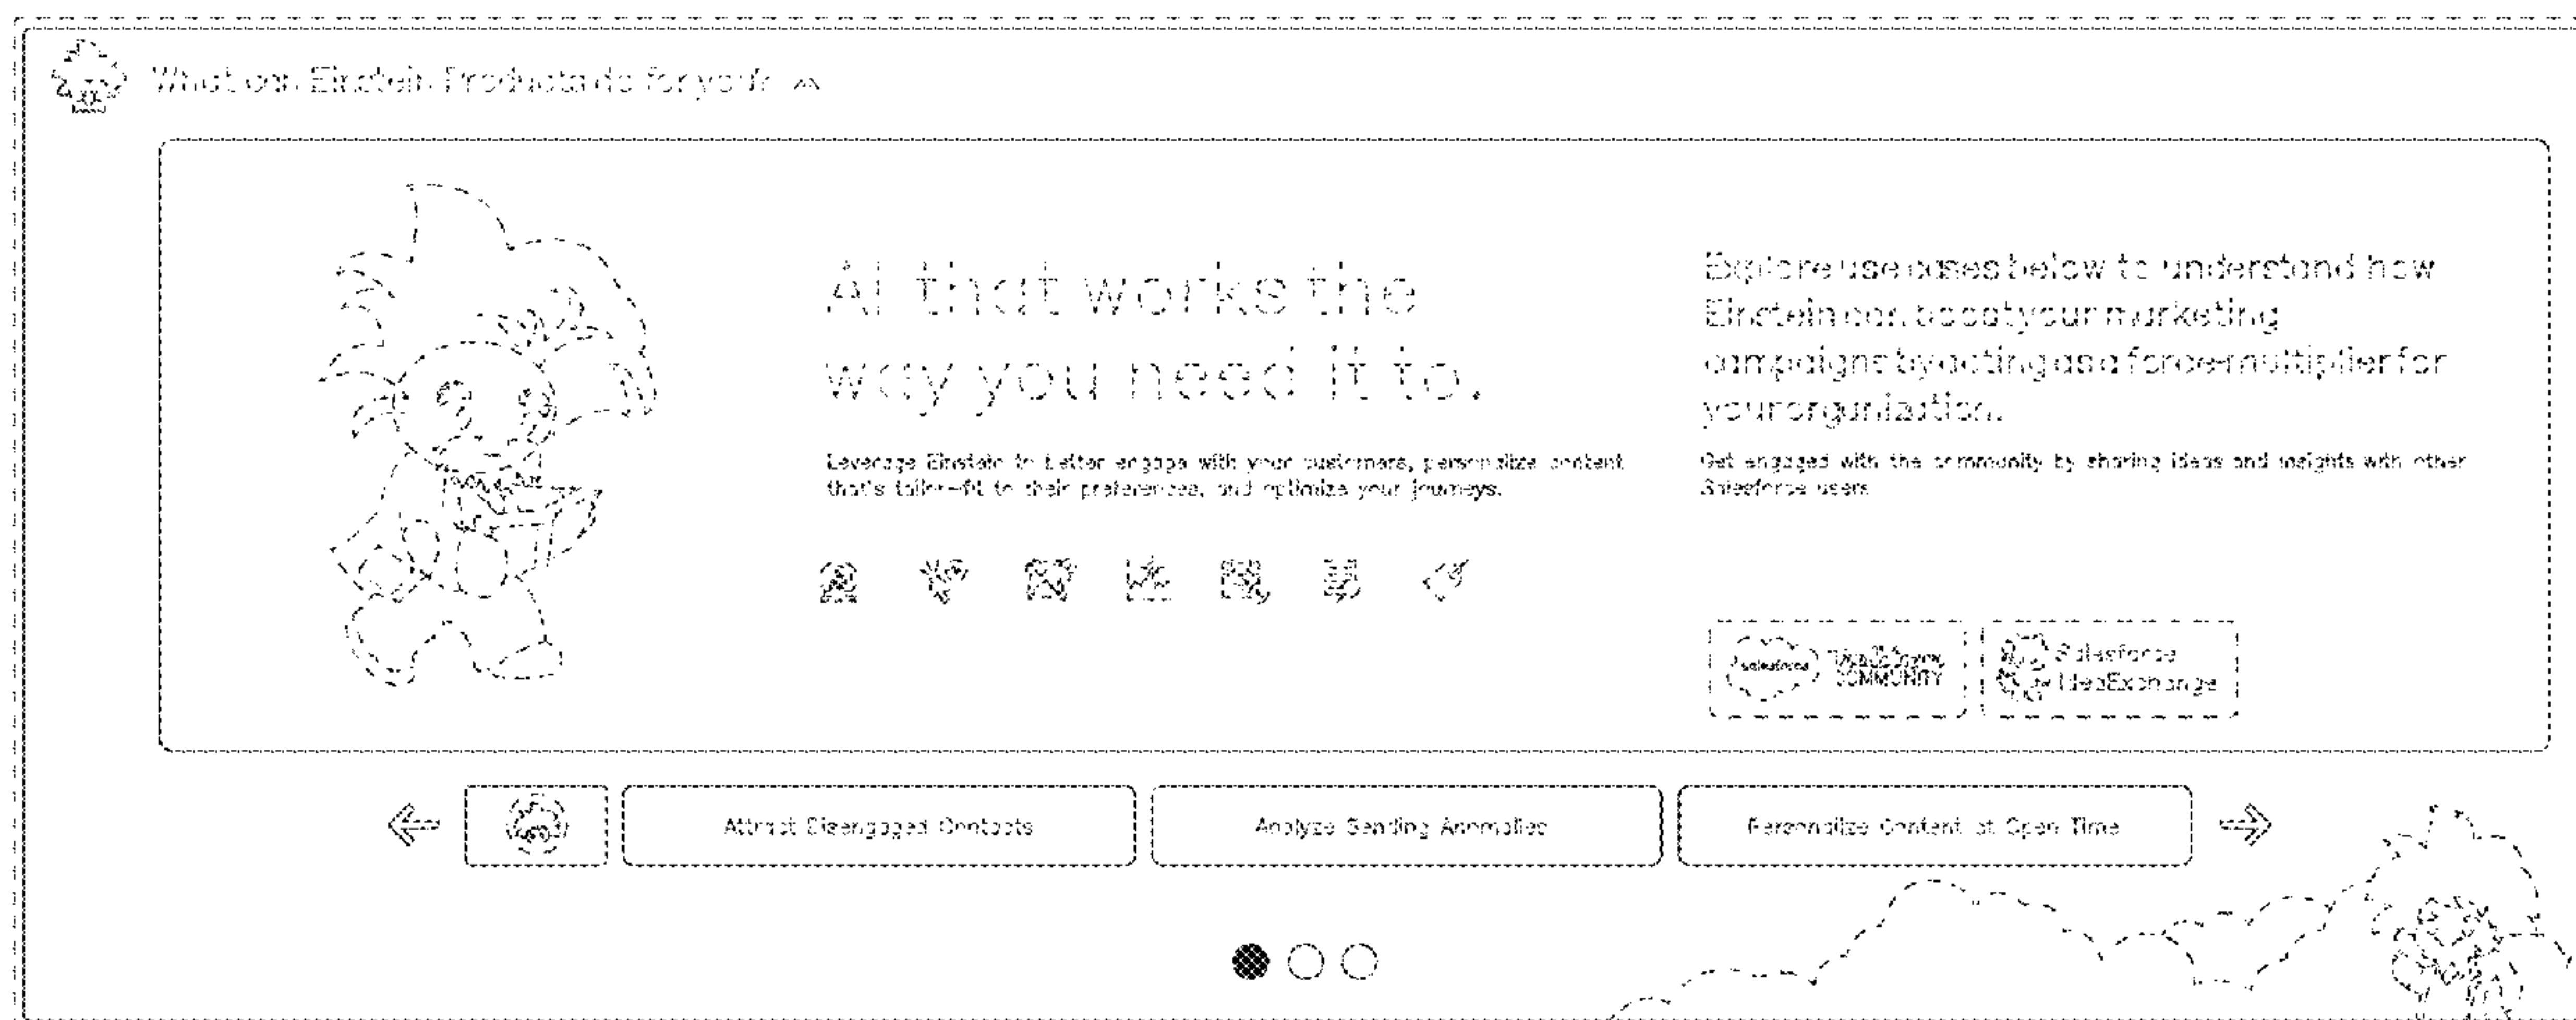 What can Einstein Products do for you?
AI that works the
way you need it to.
Leverage Einstein to better engage with your customers, personalize content
that's tailor-fit to their preferences, and optimize your journeys.
Explore use cases below to understand how
Einstein can boost your marketing
campaigns by acting as a force-multiplier for
your organization.
Get engaged with the community by sharing ideas and insights with other
Salesforce users.
salesforce
COMMUNITY
Salesforce
IdeaExchange
Attract Disengaged Contacts
Analyze Sending Anomalies
Personalize Content at Open Time